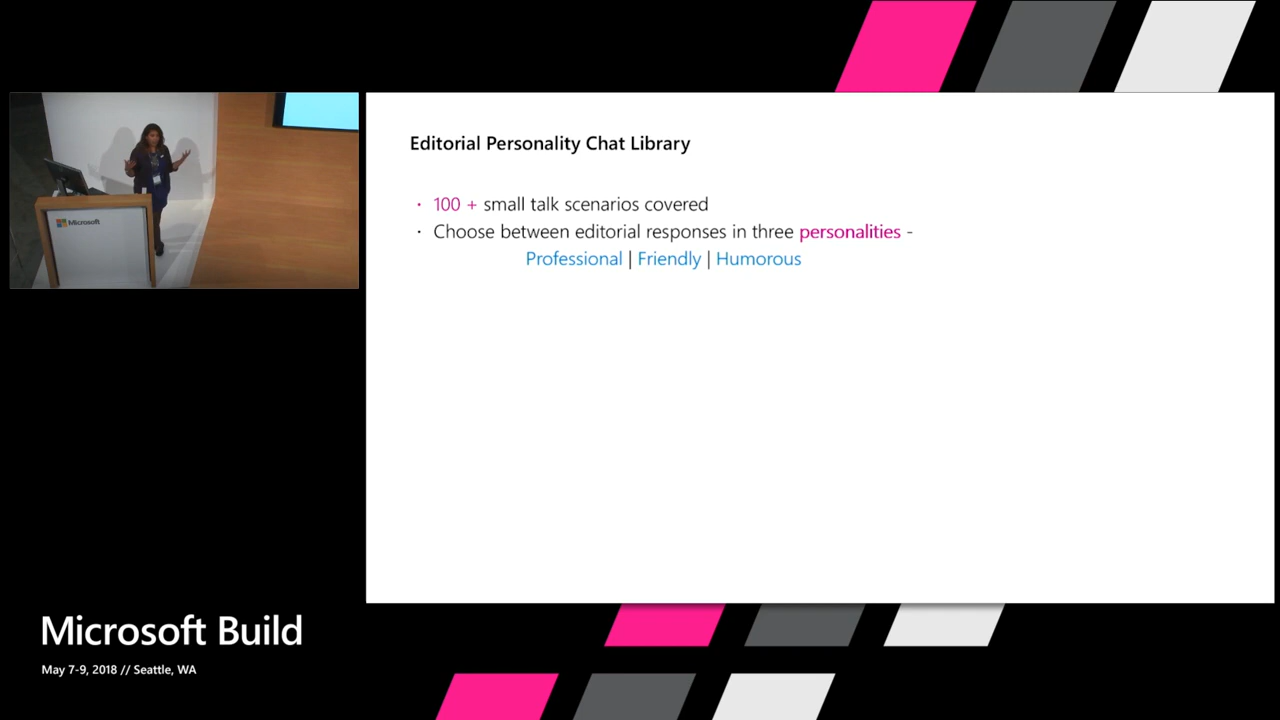 Editorial Personality Chat Library
· 100 + small talk scenarios covered
· Choose between editorial responses in three personalities -
Professional | Friendly | Humorous
Microsoft
Microsoft Build
May 7-9, 2018 // Seattle, WA